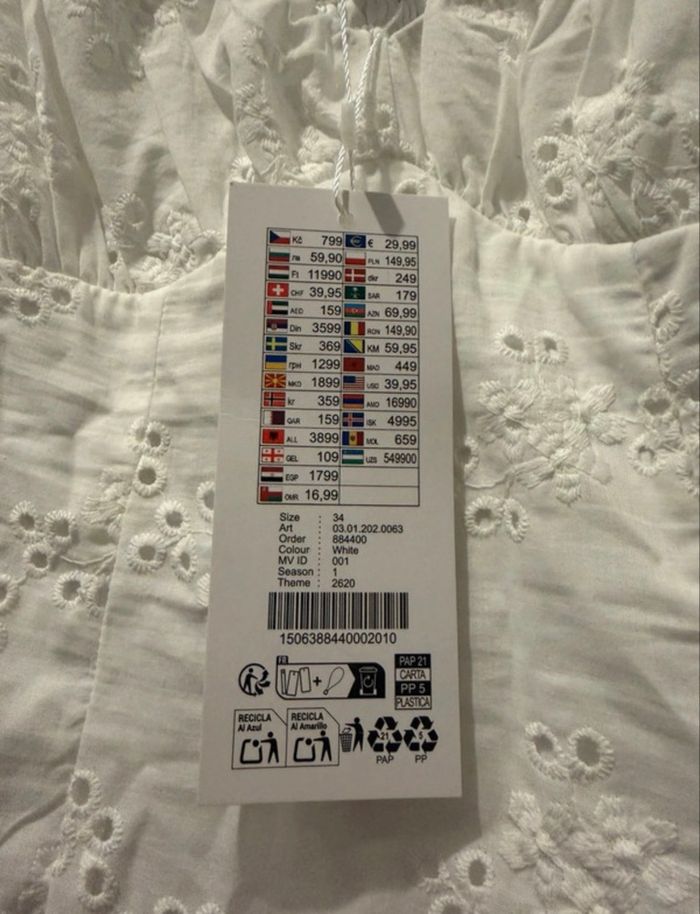 Kč 799 € 29,99
лв 59,90 PLN 149,95
Ft 11990 dkr 249
CHF 39,95 SAR 179
AED 159 AZN 69,99
Din 3599 RON 149,90
Skr 369 KM 59,95
грн 1299 MAD 449
MKD 1899 USD 39,95
kr 359 AMD 16990
QAR 159 ISK 4995
ALL 3899 MDL 659
GEL 109 UZS 549900
EGP 1799
OMR 16,99
Size : 34
Art : 03.01.202.0063
Order : 884400
Colour : White
MV ID : 001
Season : 1
Theme : 2620
1506388440002010
FR
+
PAP 21
CARTA
PP 5
PLASTICA
RECICLA
Al Azul
RECICLA
Al Amarillo
21
PAP
5
PP